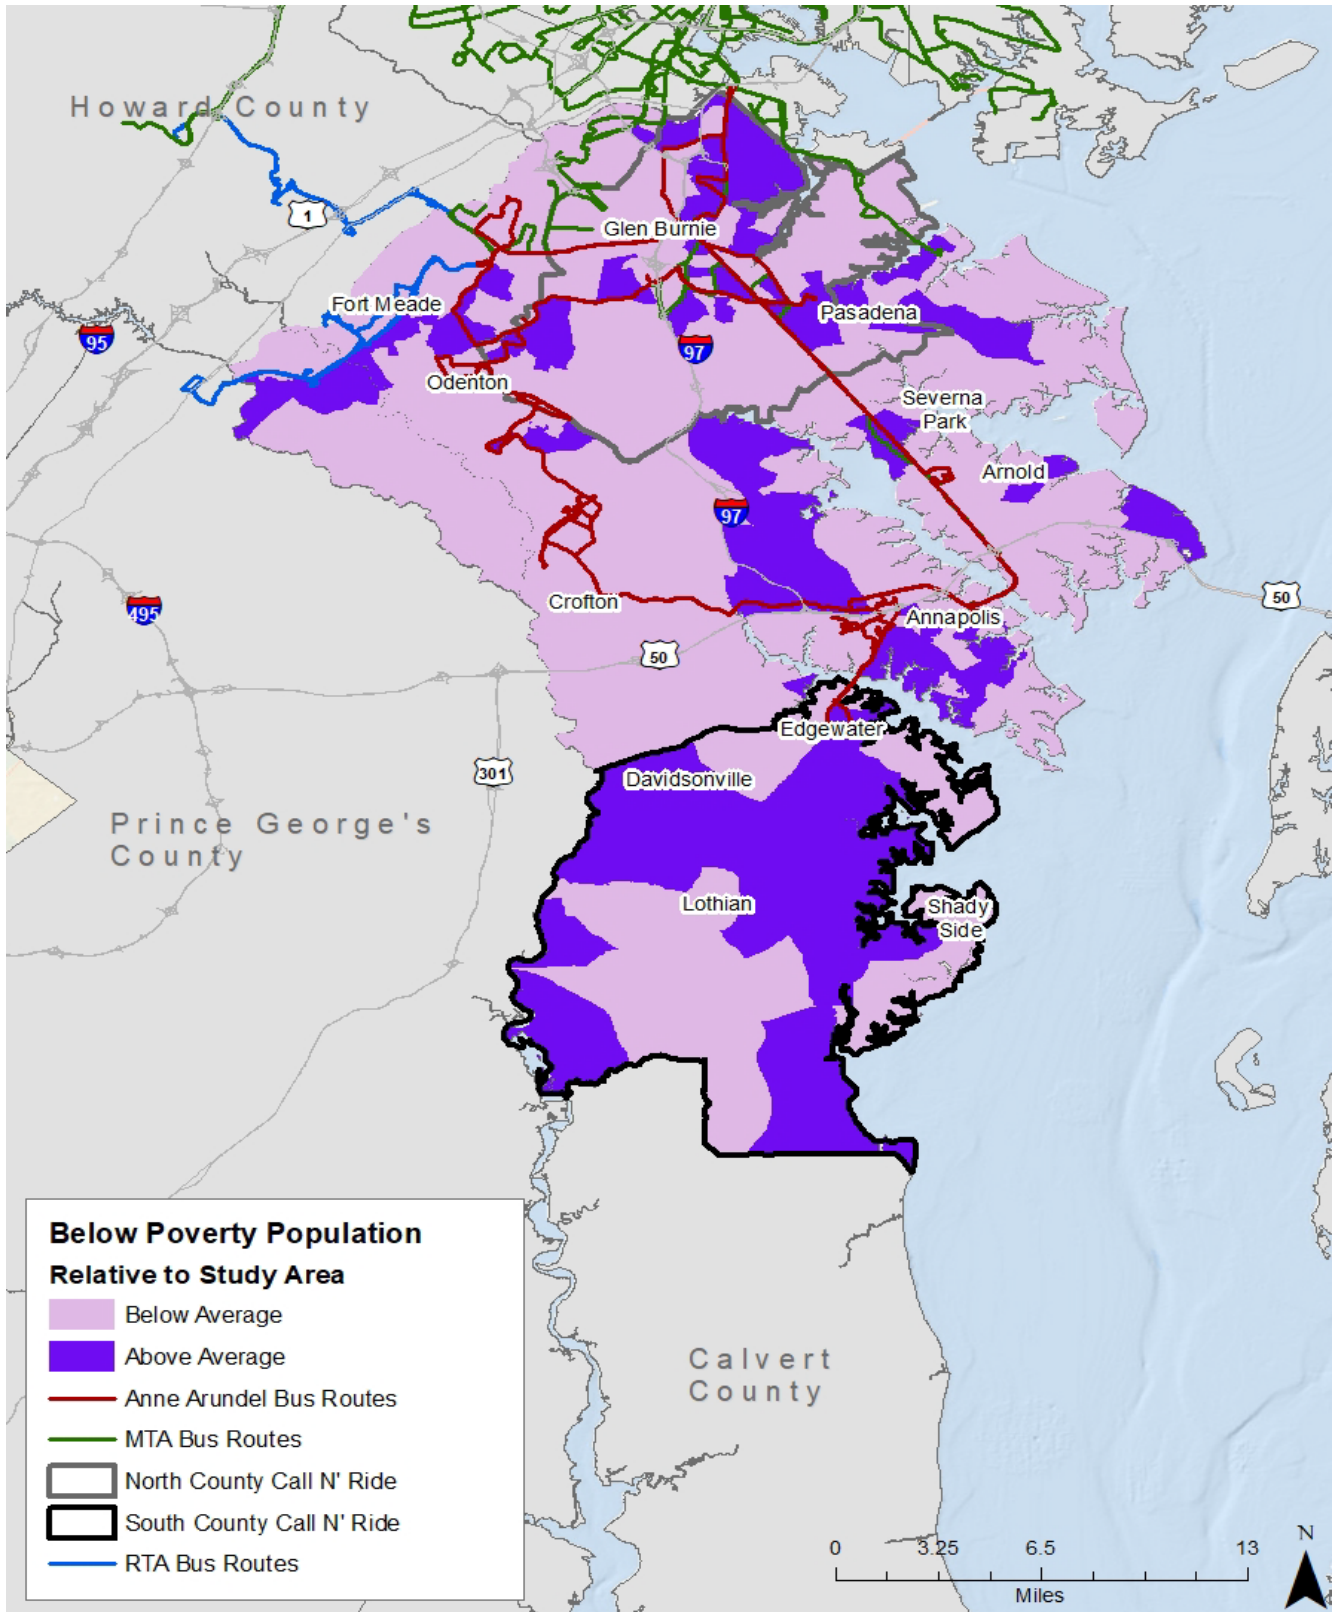 Howard County
1
Glen Burnie
Fort Meade
95
Pasadena
97
Odenton
Severna
Park
Arnold
97
495
Crofton
50
Annapolis
50
Edgewater
301
Davidsonville
Prince George's
County
Lothian
Shady
Side
Below Poverty Population
Relative to Study Area
Below Average
Above Average
Anne Arundel Bus Routes
MTA Bus Routes
North County Call N' Ride
South County Call N' Ride
RTA Bus Routes
Calvert
County
0 3.25 6.5 13
Miles
N